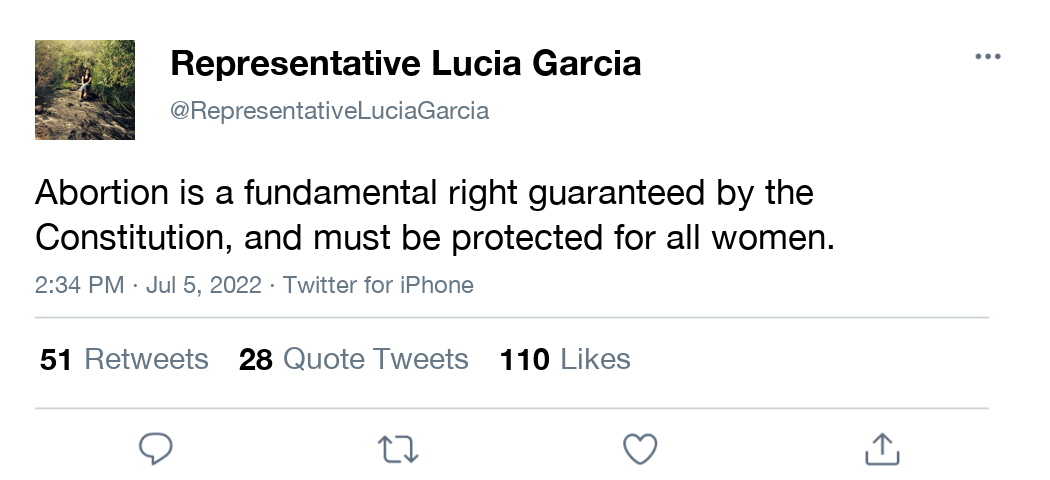 Representative Lucia Garcia
@RepresentativeLuciaGarcia
Abortion is a fundamental right guaranteed by the
Constitution, and must be protected for all women.
2:34 PM · Jul 5, 2022 · Twitter for iPhone
51 Retweets 28 Quote Tweets 110 Likes